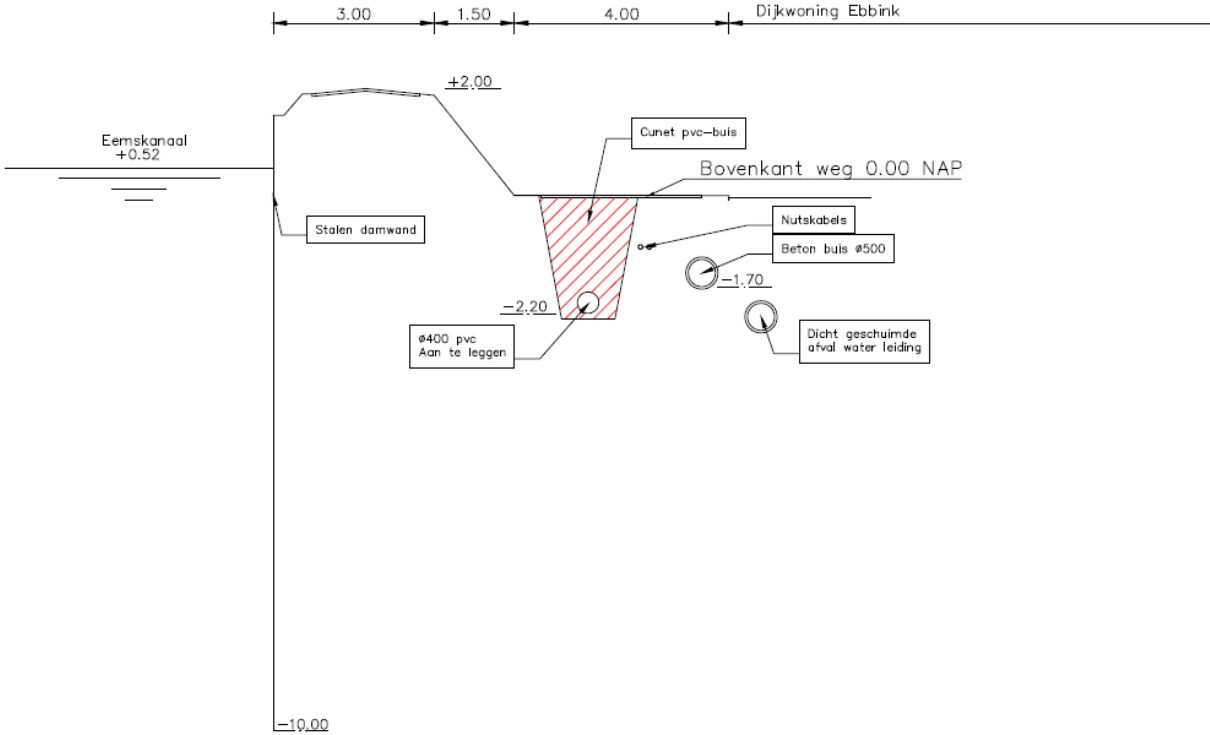 3.00
1.50
4.00
Dijkwoning Ebbink
+2.00
Eemskanaal
+0.52
Cunet pvc-buis
Bovenkant weg 0.00 NAP
Stalen damwand
Nutskabels
Beton buis ø500
-1.70
-2.20
ø400 pvc
Aan te leggen
Dicht geschuimde
afval water leiding
-10.00